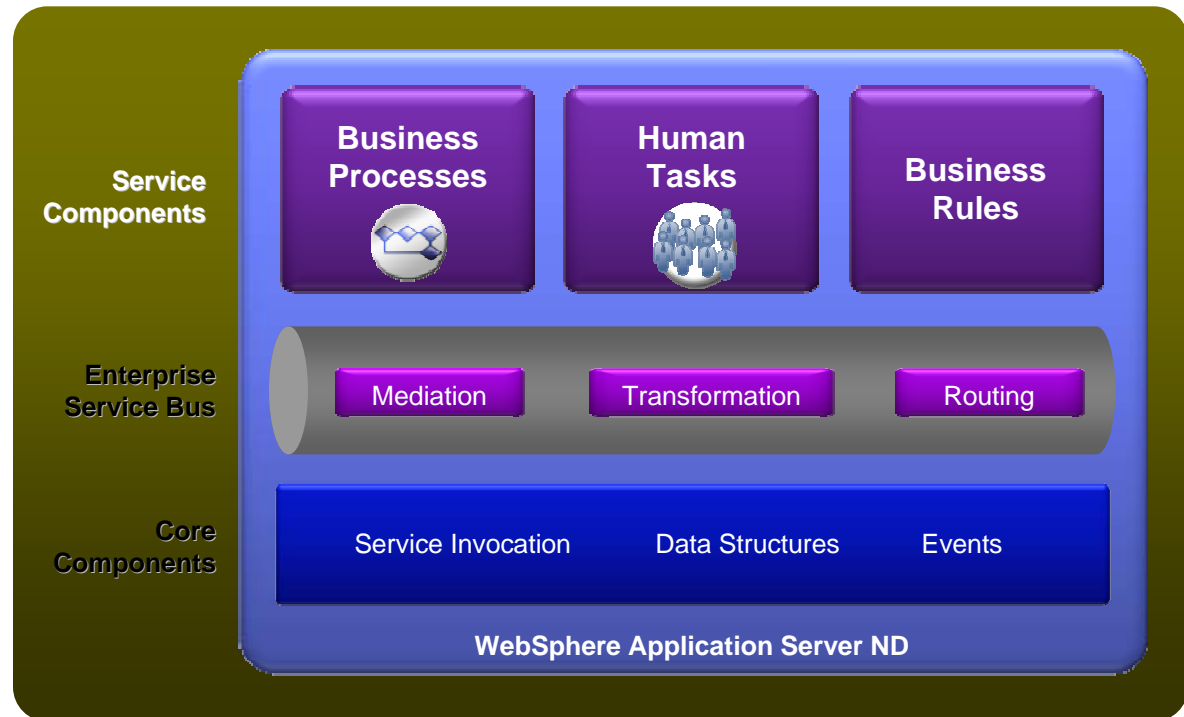 Service
Components
Business
Processes
Human
Tasks
Business
Rules
Enterprise
Service Bus
Mediation
Transformation
Routing
Core
Components
Service Invocation
Data Structures
Events
WebSphere Application Server ND